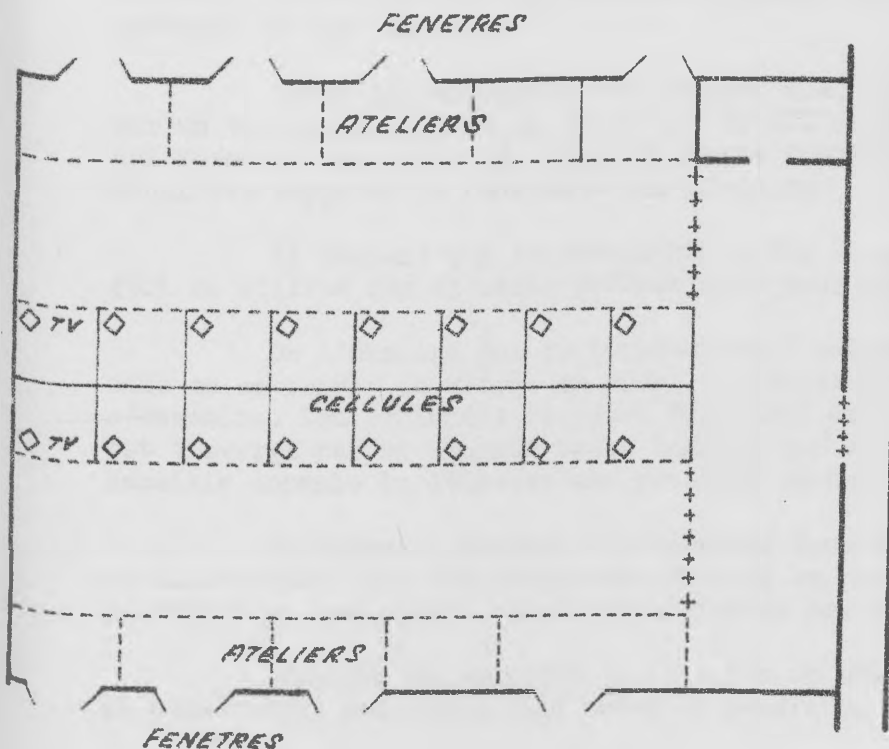 FENETRES
ATELIERS
TV
CELLULES
TV
ATELIERS
FENETRES